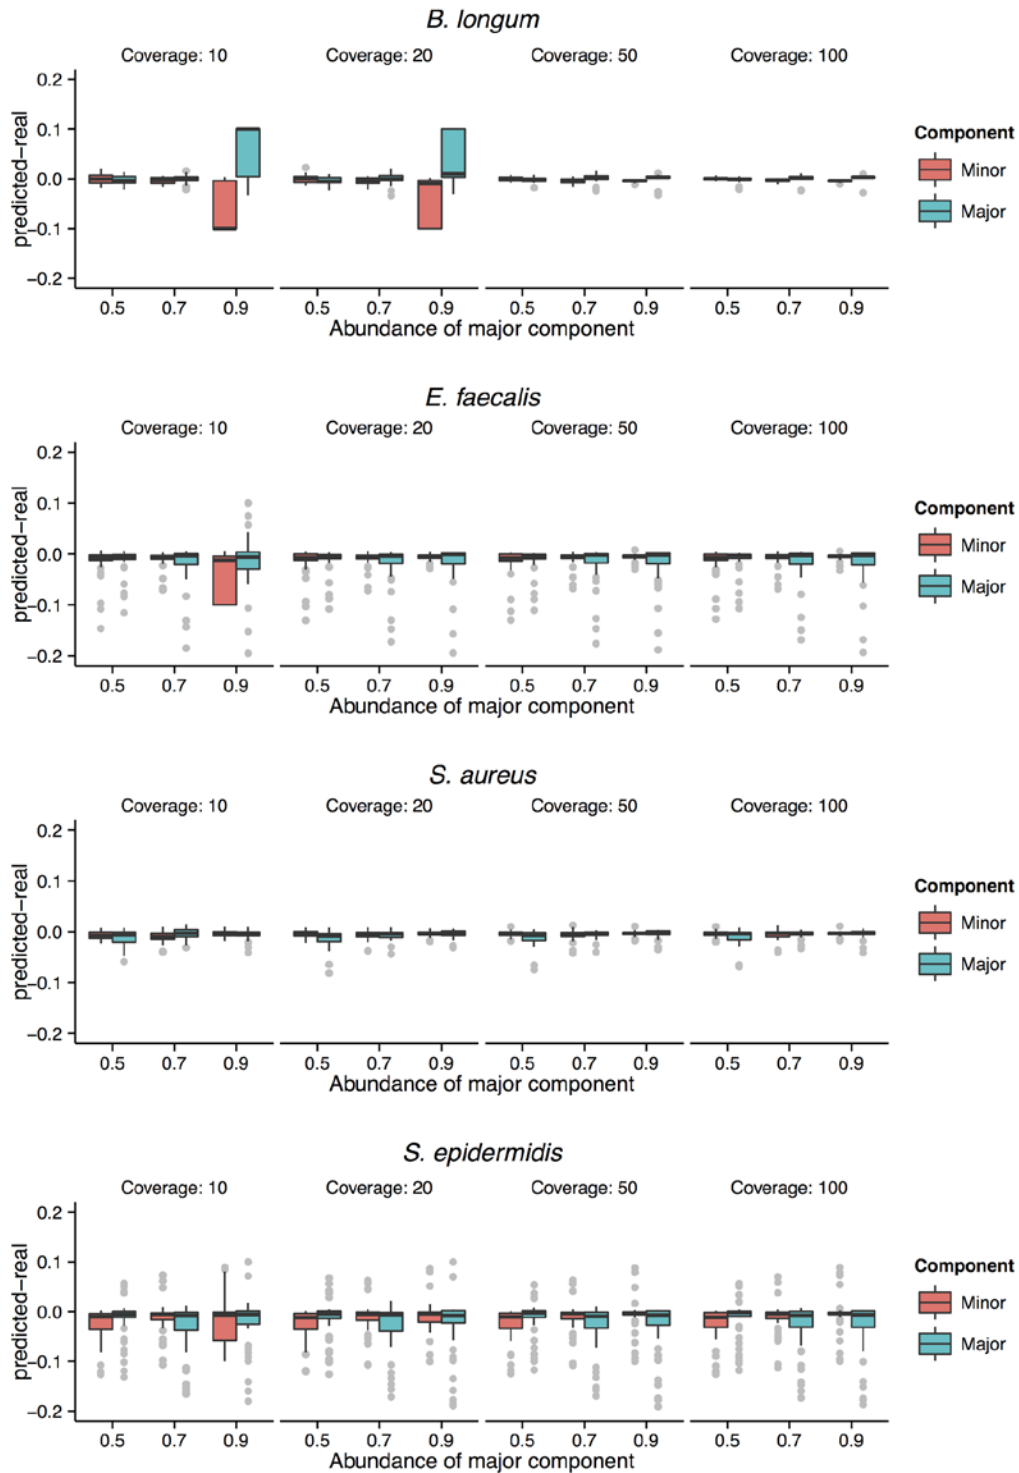 B. longum
Coverage: 10 Coverage: 20 Coverage: 50 Coverage: 100
0.2
0.1
0.0
−0.1
−0.2
predicted−real
0.5 0.7 0.9 0.5 0.7 0.9 0.5 0.7 0.9 0.5 0.7 0.9
Abundance of major component
Component
Minor
Major
E. faecalis
Coverage: 10 Coverage: 20 Coverage: 50 Coverage: 100
0.2
0.1
0.0
−0.1
−0.2
predicted−real
0.5 0.7 0.9 0.5 0.7 0.9 0.5 0.7 0.9 0.5 0.7 0.9
Abundance of major component
Component
Minor
Major
S. aureus
Coverage: 10 Coverage: 20 Coverage: 50 Coverage: 100
0.2
0.1
0.0
−0.1
−0.2
predicted−real
0.5 0.7 0.9 0.5 0.7 0.9 0.5 0.7 0.9 0.5 0.7 0.9
Abundance of major component
Component
Minor
Major
S. epidermidis
Coverage: 10 Coverage: 20 Coverage: 50 Coverage: 100
0.2
0.1
0.0
−0.1
−0.2
predicted−real
0.5 0.7 0.9 0.5 0.7 0.9 0.5 0.7 0.9 0.5 0.7 0.9
Abundance of major component
Component
Minor
Major